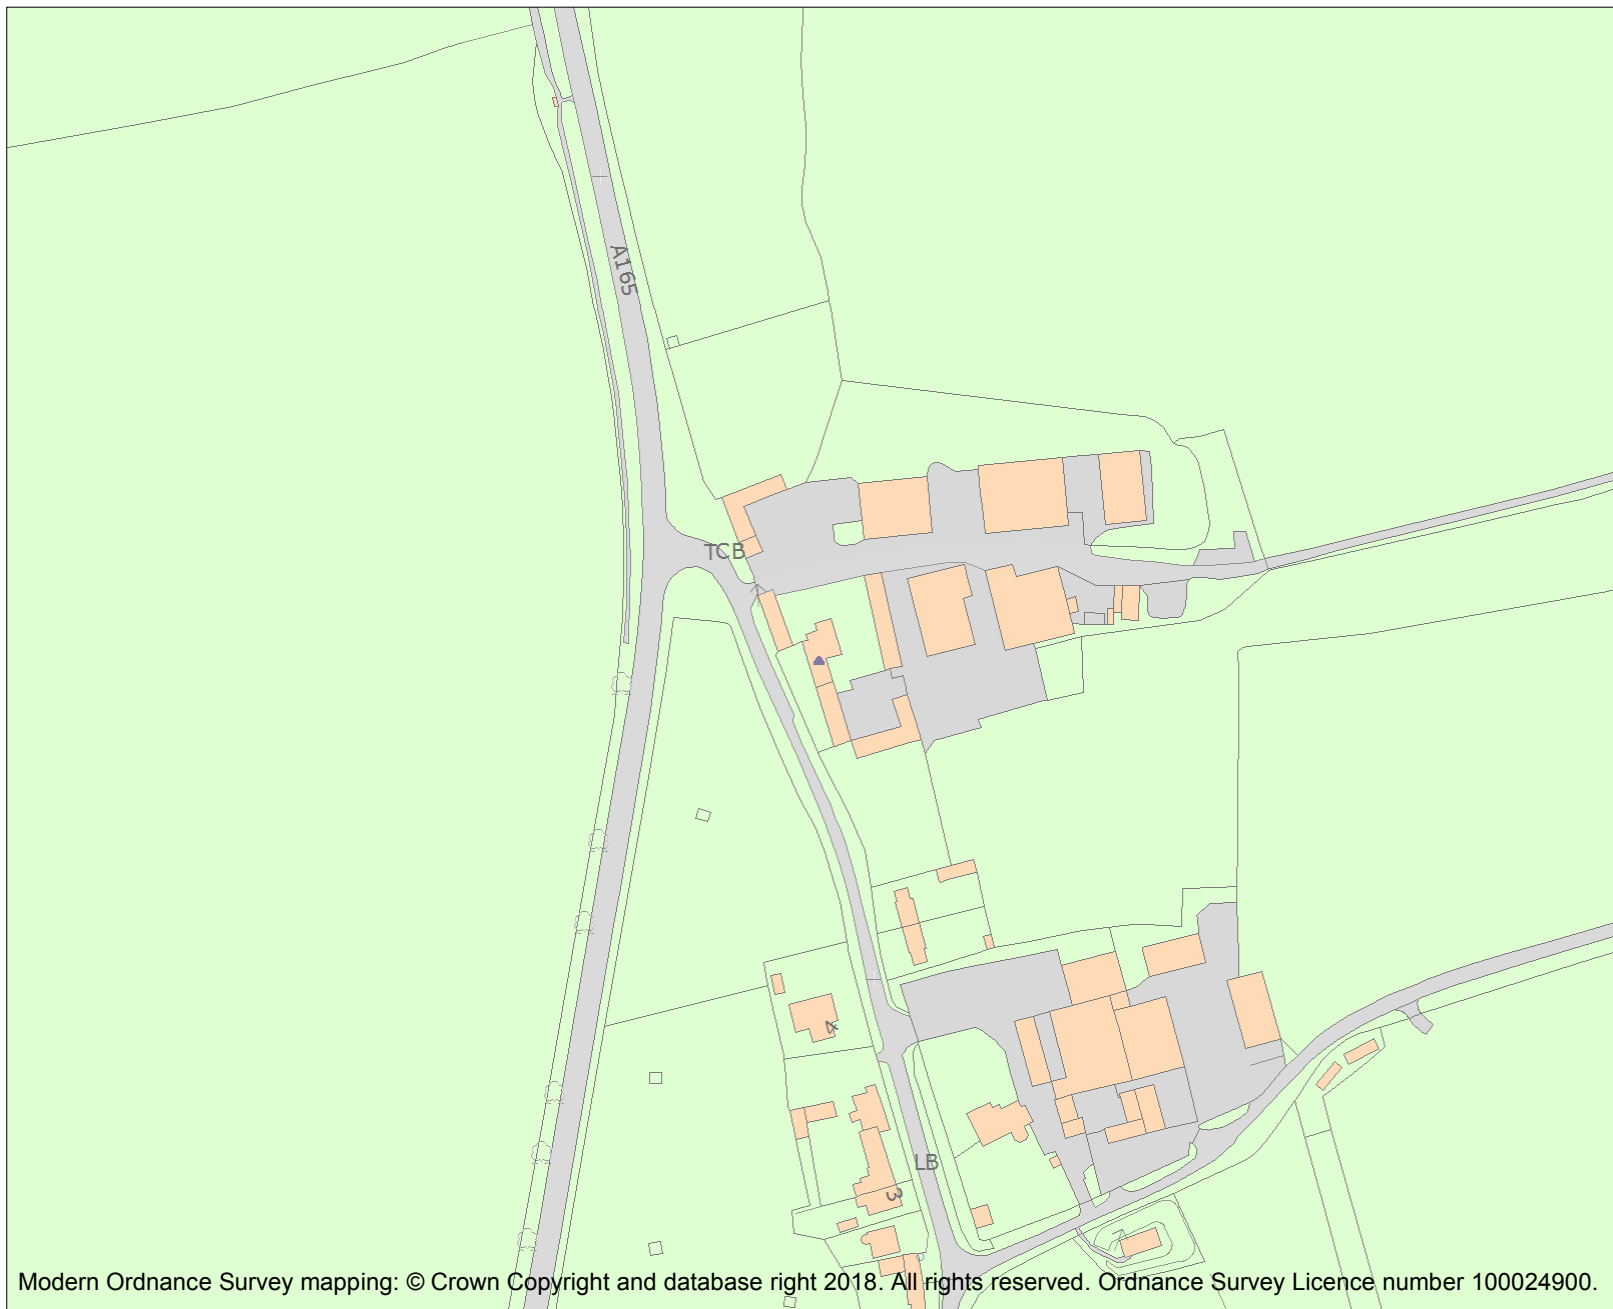 A165
TCB
4
LB
3
Modern Ordnance Survey mapping: © Crown Copyright and database right 2018. All rights reserved. Ordnance Survey Licence number 100024900.